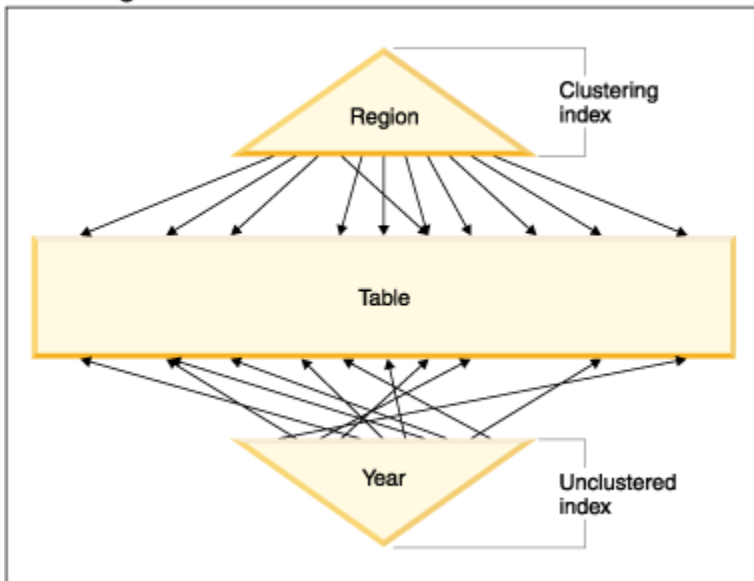 Region
Clustering
index
Table
Year
Unclustered
index